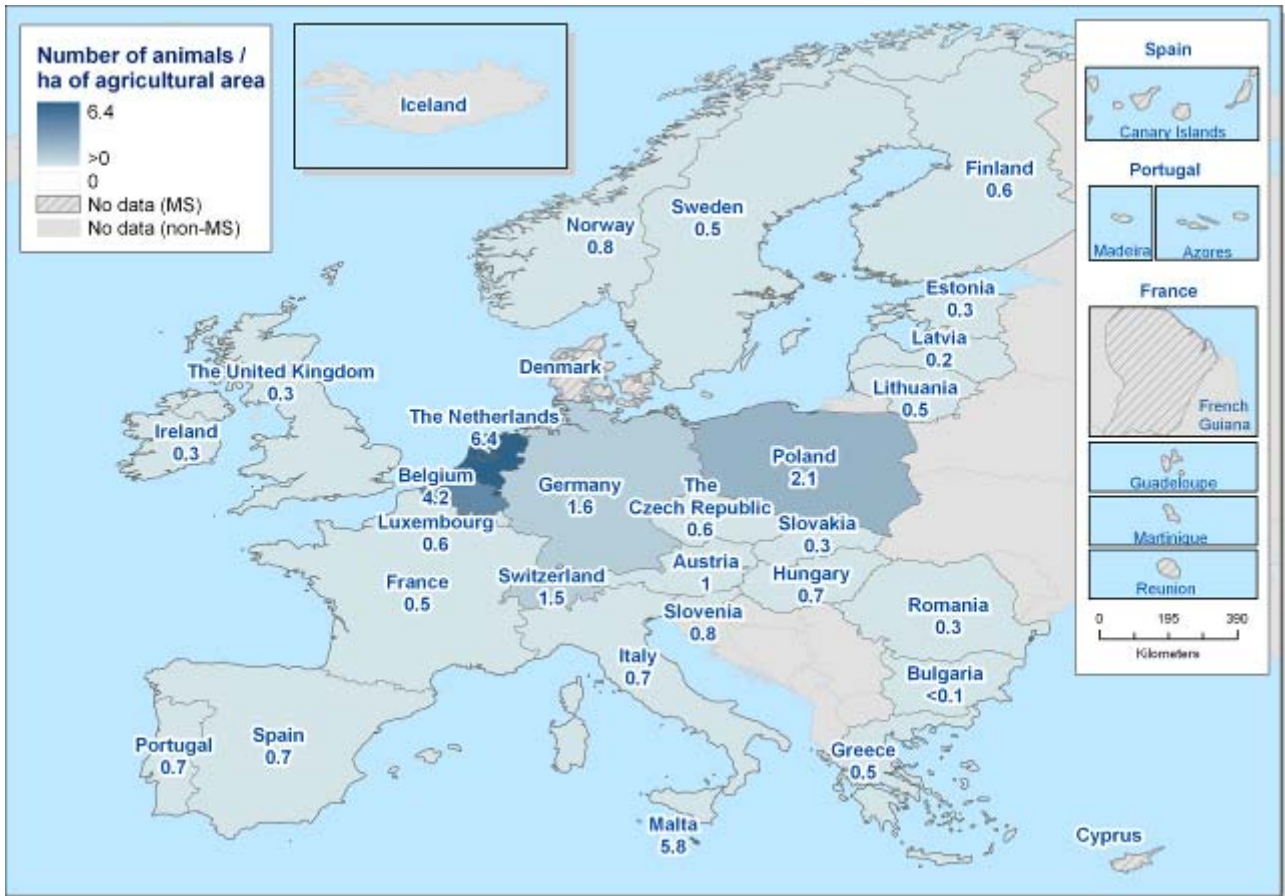 Number of animals /
ha of agricultural area
6.4
>0
0
No data (MS)
No data (non-MS)
Iceland
Finland
0.6
Sweden
0.5
Norway
0.8
Estonia
0.3
Latvia
0.2
Lithuania
0.5
Denmark
The United Kingdom
0.3
Ireland
0.3
The Netherlands
6.4
Belgium
4.2
Luxembourg
0.6
Germany
1.6
Poland
2.1
The
Czech Republic
0.6
Slovakia
0.3
Austria
1
Hungary
0.7
Switzerland
1.5
France
0.5
Slovenia
0.8
Romania
0.3
Bulgaria
<0.1
Italy
0.7
Portugal
0.7
Spain
0.7
Greece
0.5
Malta
5.8
Cyprus
Spain
Canary Islands
Portugal
Madeira
Azores
France
French
Guiana
Guadeloupe
Martinique
Reunion
0 195 390
Kilometers